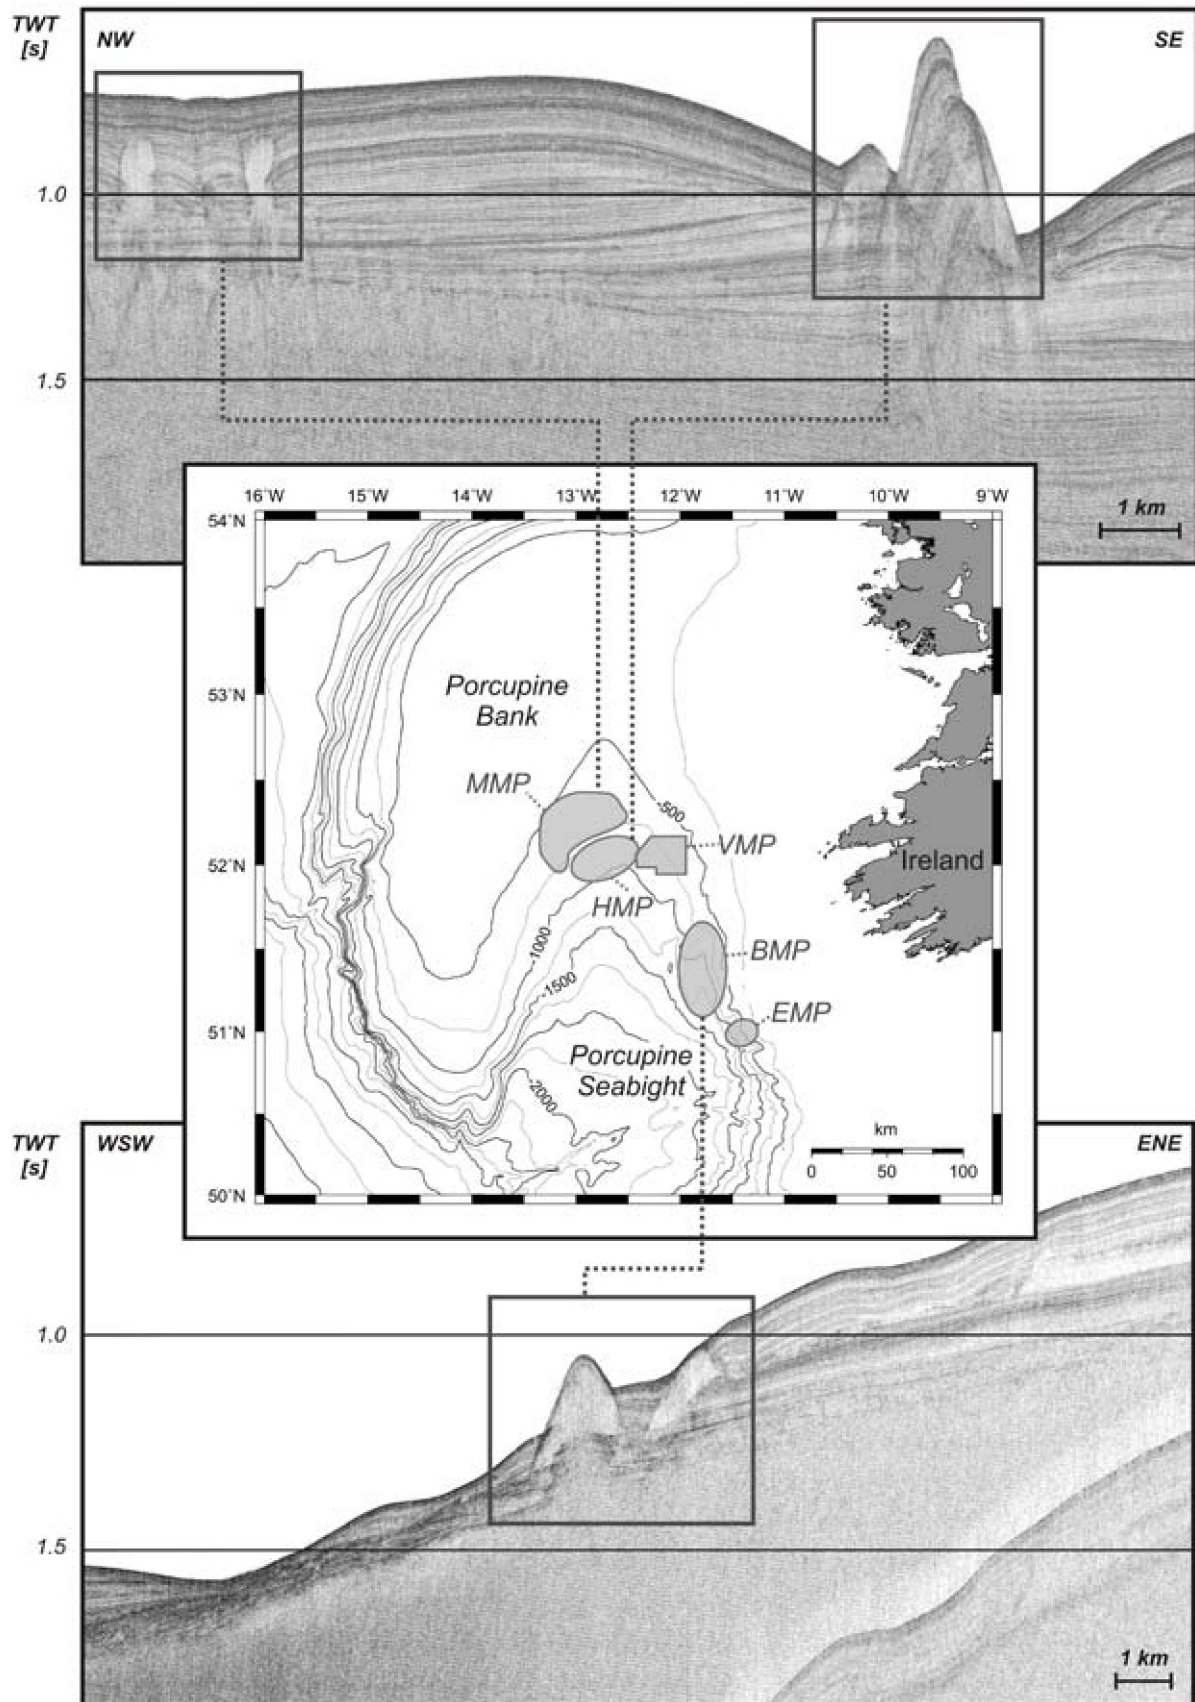 TWT
[s]
NW
SE
1.0
1.5
1 km
16°W 15°W 14°W 13°W 12°W 11°W 10°W 9°W
54°N
53°N
52°N
51°N
50°N
Porcupine
Bank
MMP
-500
VMP
Ireland
HMP
-1000
BMP
-1500
EMP
Porcupine
Seabight
-2000
km
0 50 100
TWT
[s]
WSW
ENE
1.0
1.5
1 km